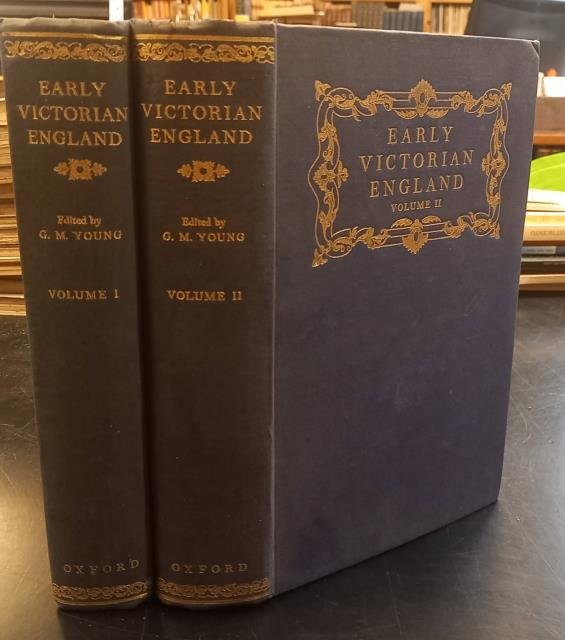 EARLY
VICTORIAN
ENGLAND
Edited by
G. M. YOUNG
VOLUME I
OXFORD
EARLY
VICTORIAN
ENGLAND
Edited by
G. M. YOUNG
VOLUME II
OXFORD
EARLY
VICTORIAN
ENGLAND
VOLUME II